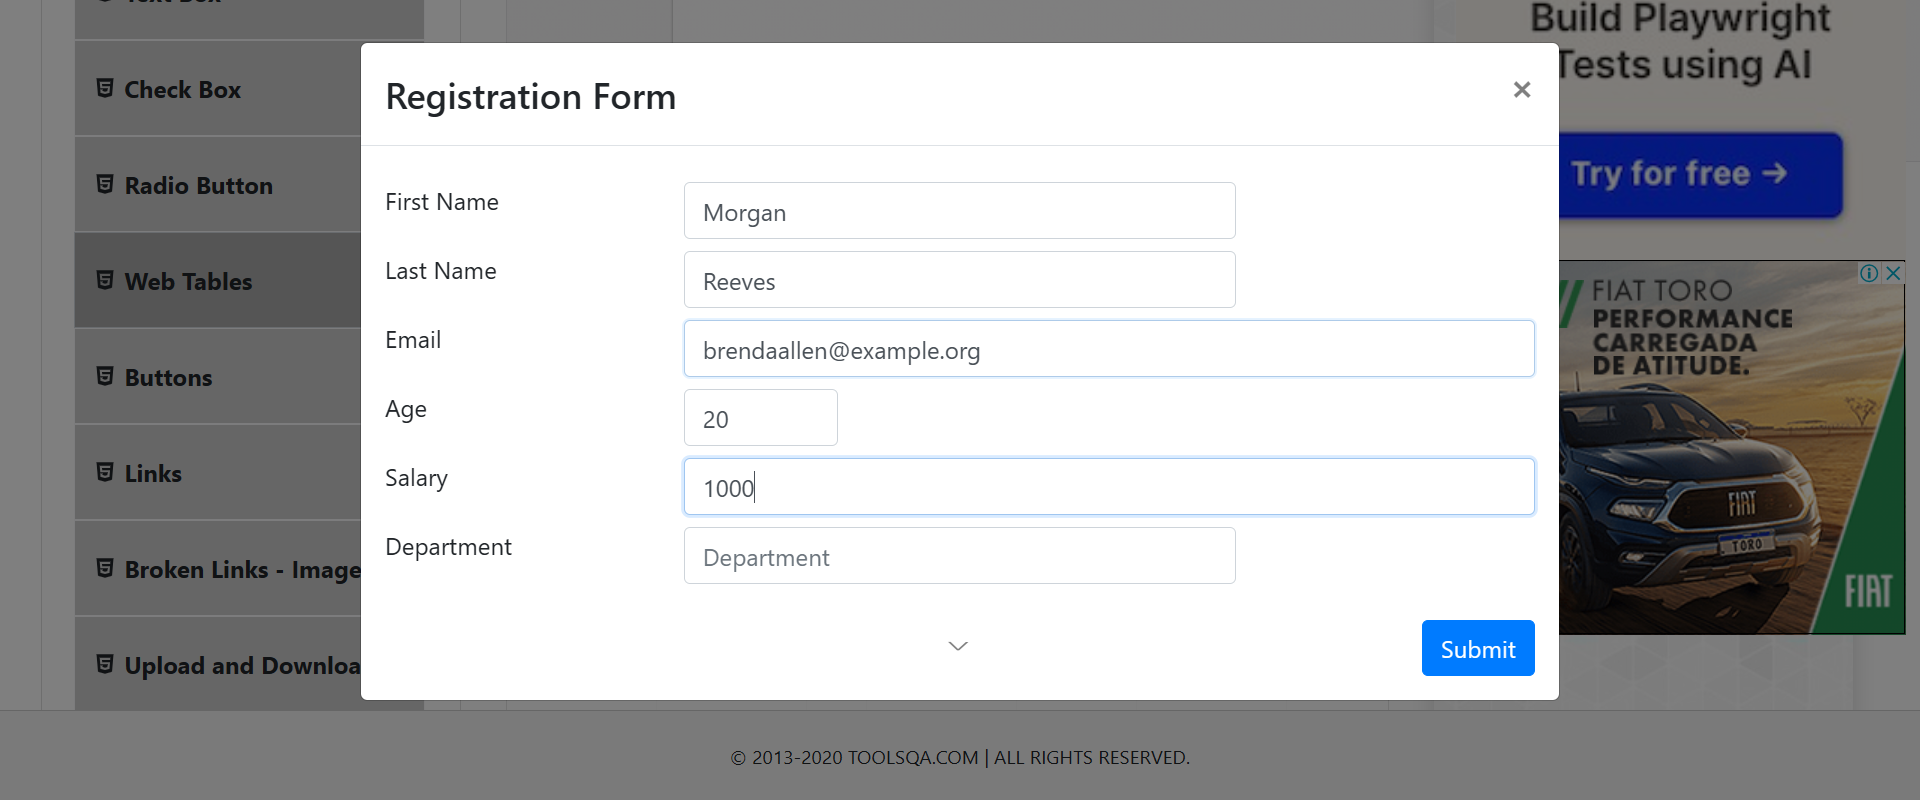 Text Box
Check Box
Radio Button
Web Tables
Buttons
Links
Broken Links - Image
Upload and Downloa
Registration Form
×
First Name
Morgan
Last Name
Reeves
Email
brendaallen@example.org
Age
20
Salary
1000
Department
Department
Submit
Build Playwright
Tests using AI
Try for free →
FIAT TORO
PERFORMANCE
CARREGADA
DE ATITUDE.
FIAT
TORO
FIAT
© 2013-2020 TOOLSQA.COM | ALL RIGHTS RESERVED.